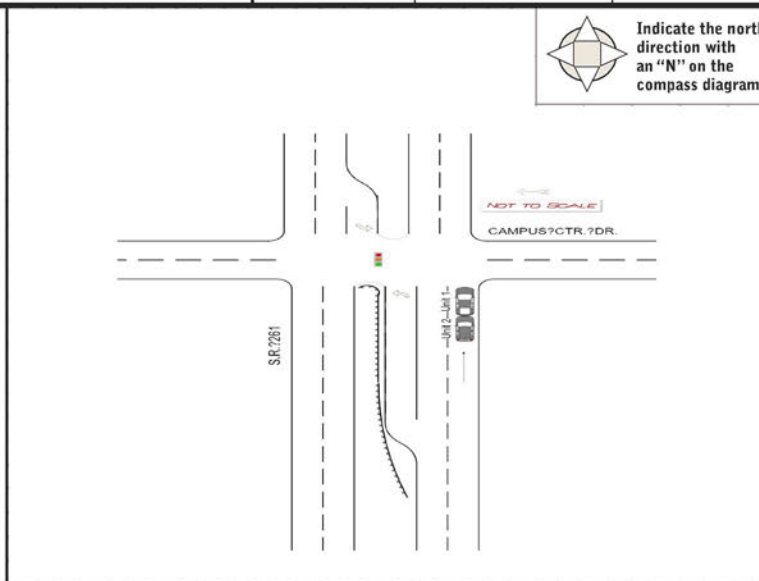 Indicate the north
direction with
an “N” on the
compass diagram
NOT TO SCALE
CAMPUS?CTR.?DR.
S.R.?261
Unit 2 Unit 1